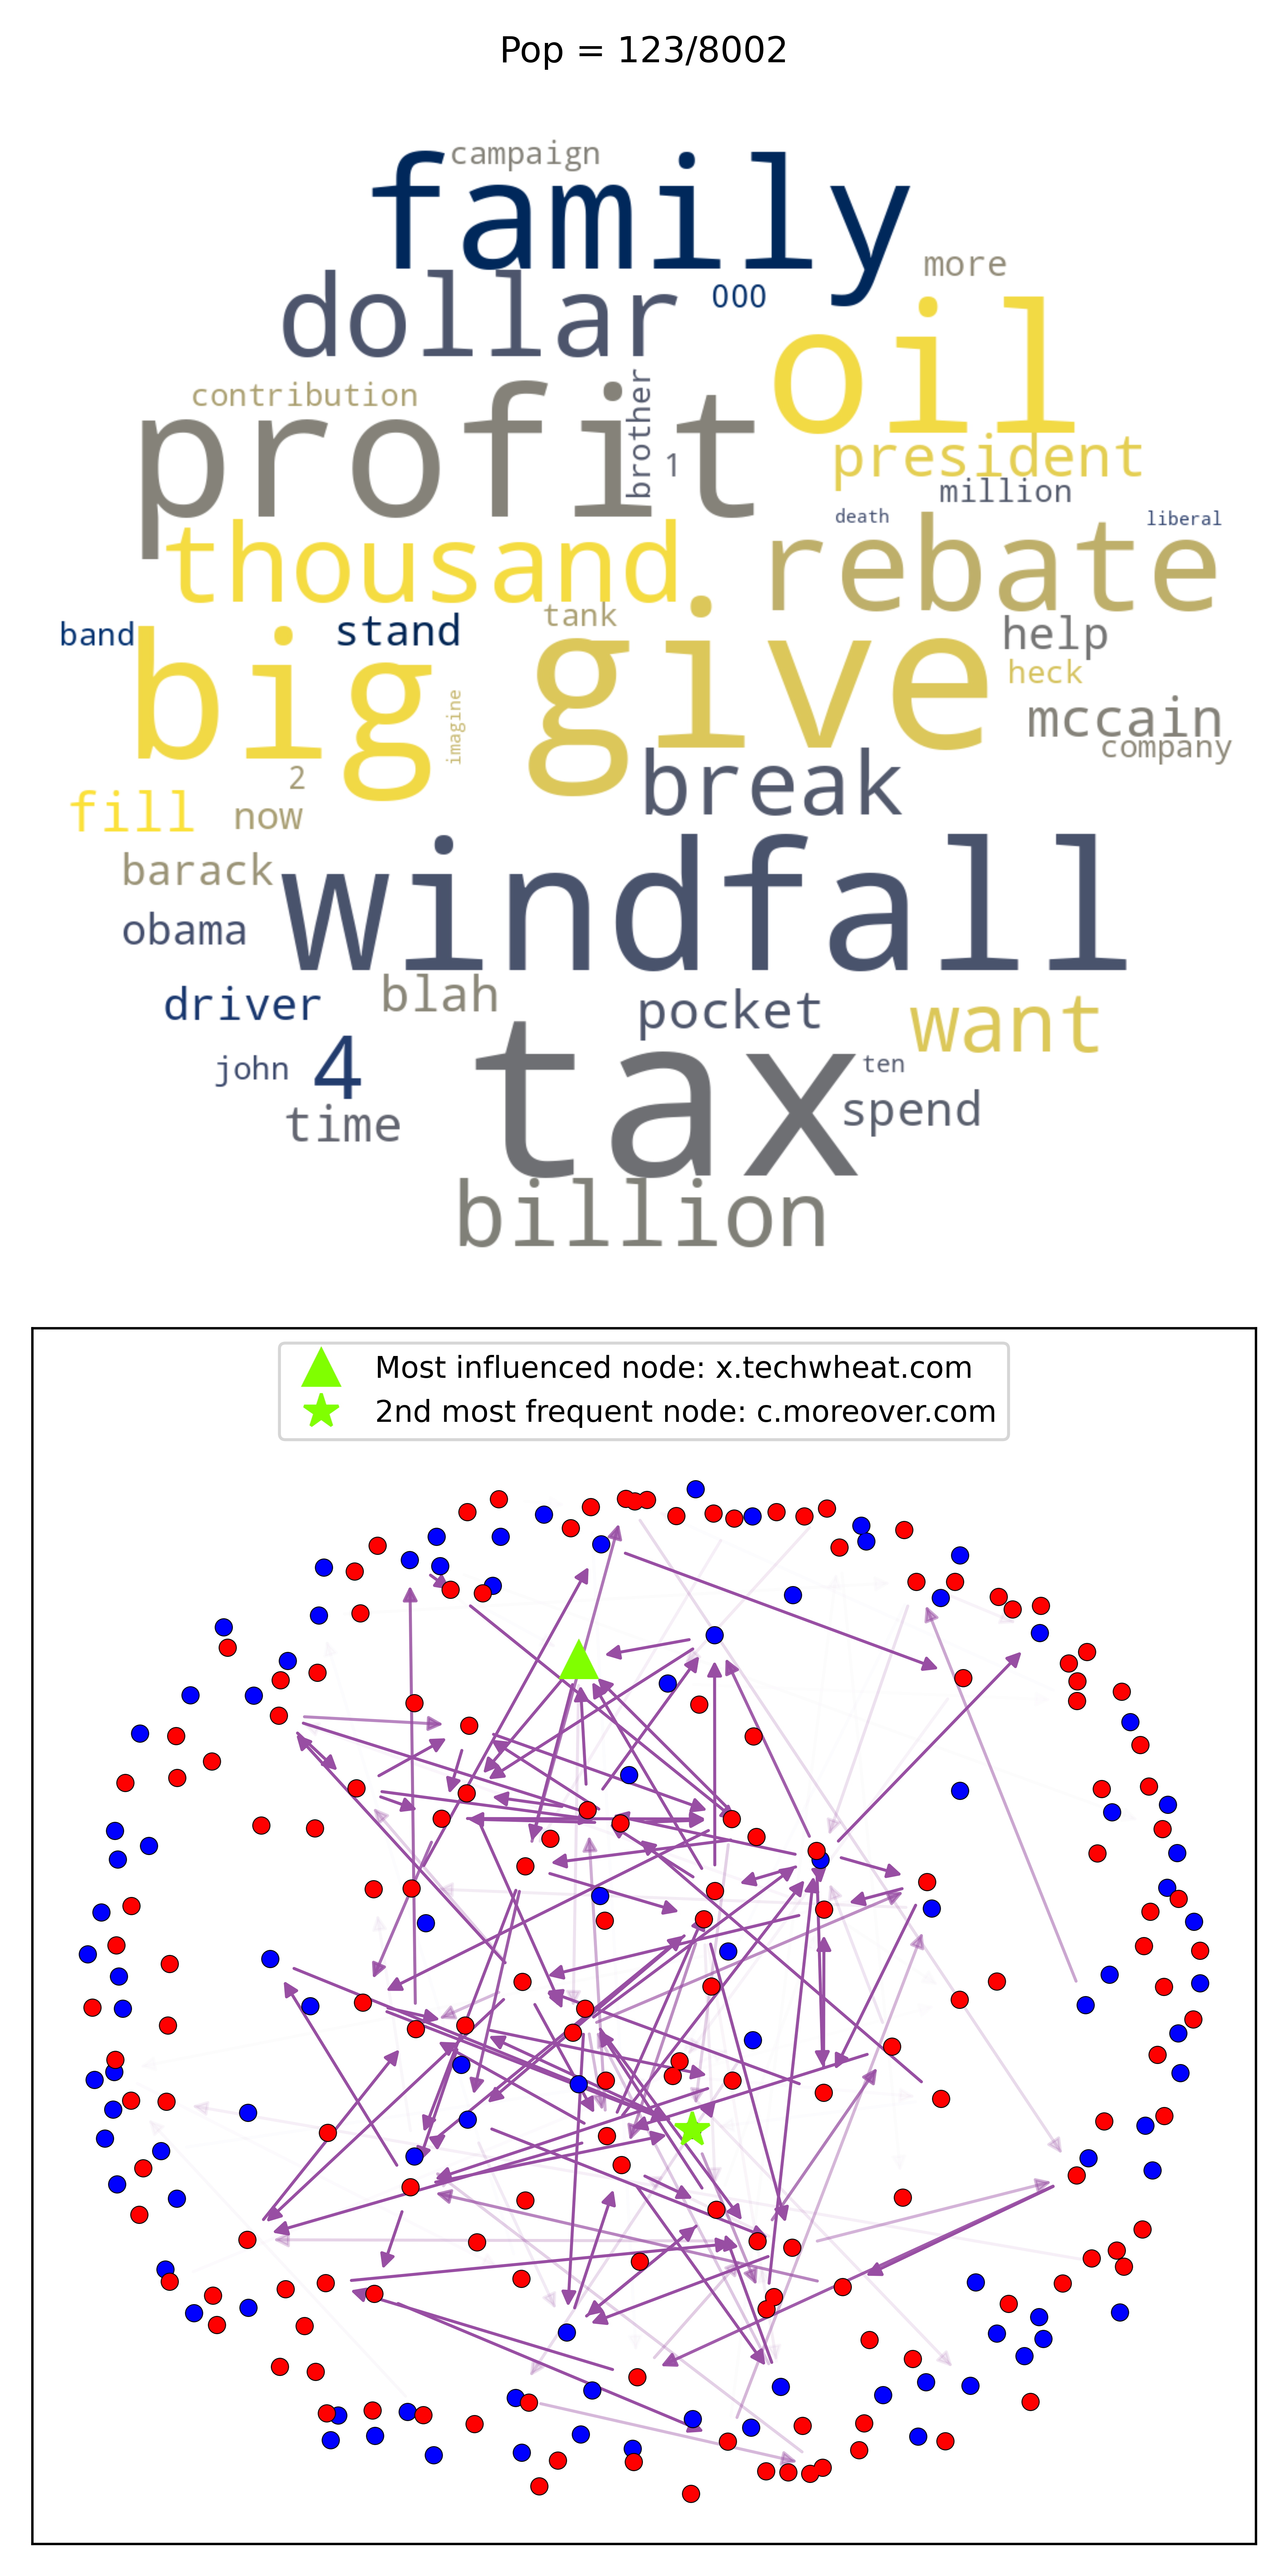 Pop = 123/8002
campaign
family
more
dollar
000
oil
contribution
profit
brother
1
president
million
death
liberal
thousand
rebate
band
stand
tank
help
big
give
heck
imagine
mccain
company
2
break
fill
now
barack
windfall
obama
driver
blah
pocket
want
john
4
tax
ten
time
spend
billion
Most influenced node: x.techwheat.com
2nd most frequent node: c.moreover.com